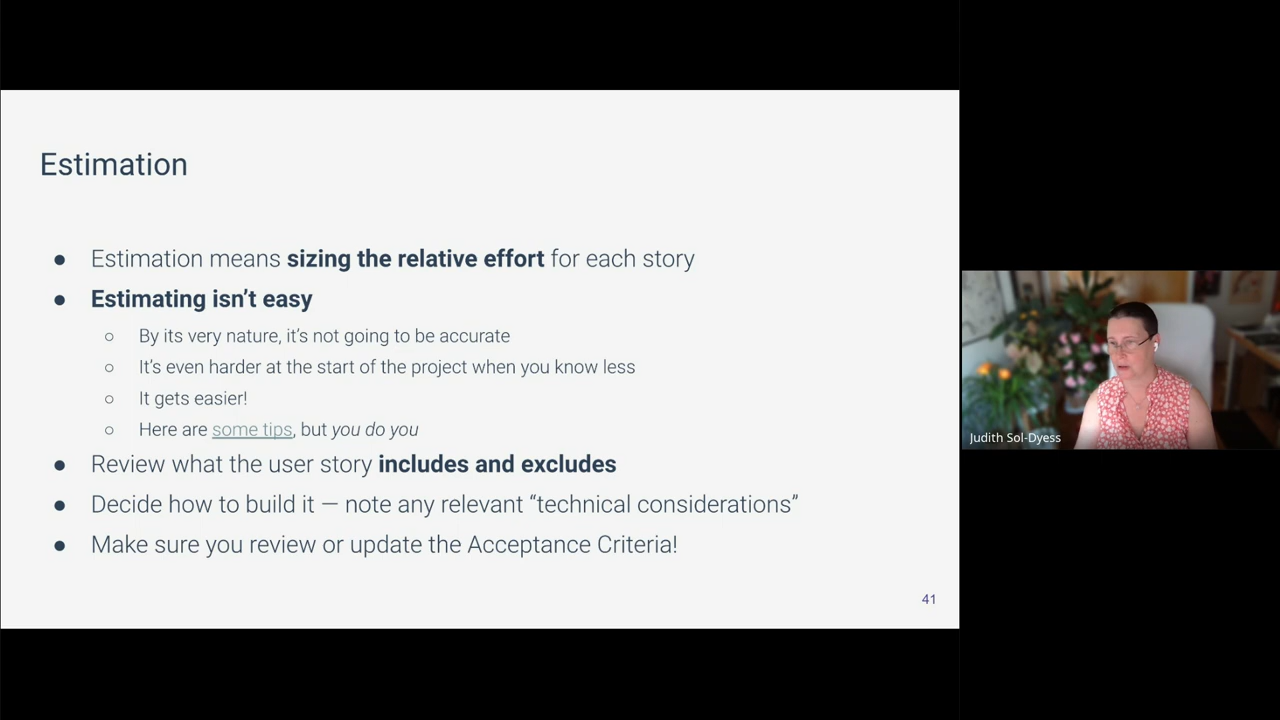 Estimation
● Estimation means sizing the relative effort for each story
● Estimating isn’t easy
○ By its very nature, it’s not going to be accurate
○ It’s even harder at the start of the project when you know less
○ It gets easier!
○ Here are some tips, but you do you
● Review what the user story includes and excludes
● Decide how to build it — note any relevant “technical considerations”
● Make sure you review or update the Acceptance Criteria!
41
Judith Sol-Dyess